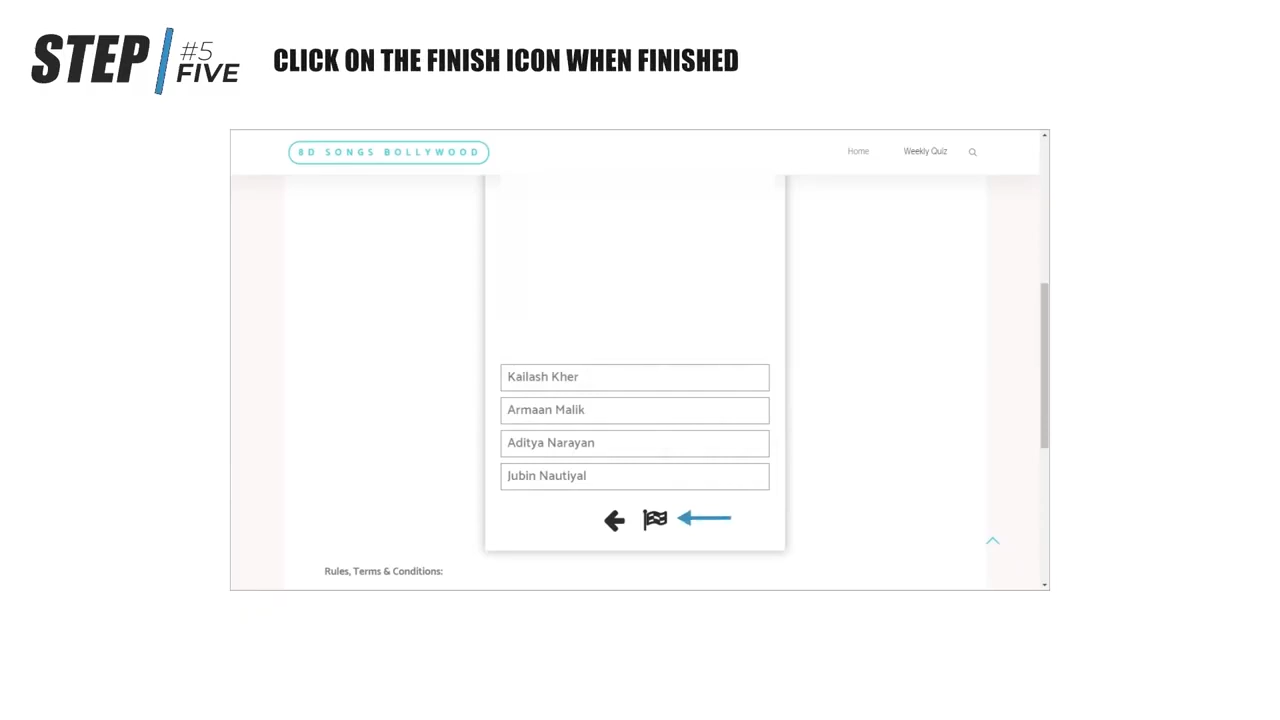 STEP #5 FIVE
CLICK ON THE FINISH ICON WHEN FINISHED
8D SONGS BOLLYWOOD
Home
Weekly Quiz
Kailash Kher
Armaan Malik
Aditya Narayan
Jubin Nautiyal
Rules, Terms & Conditions: